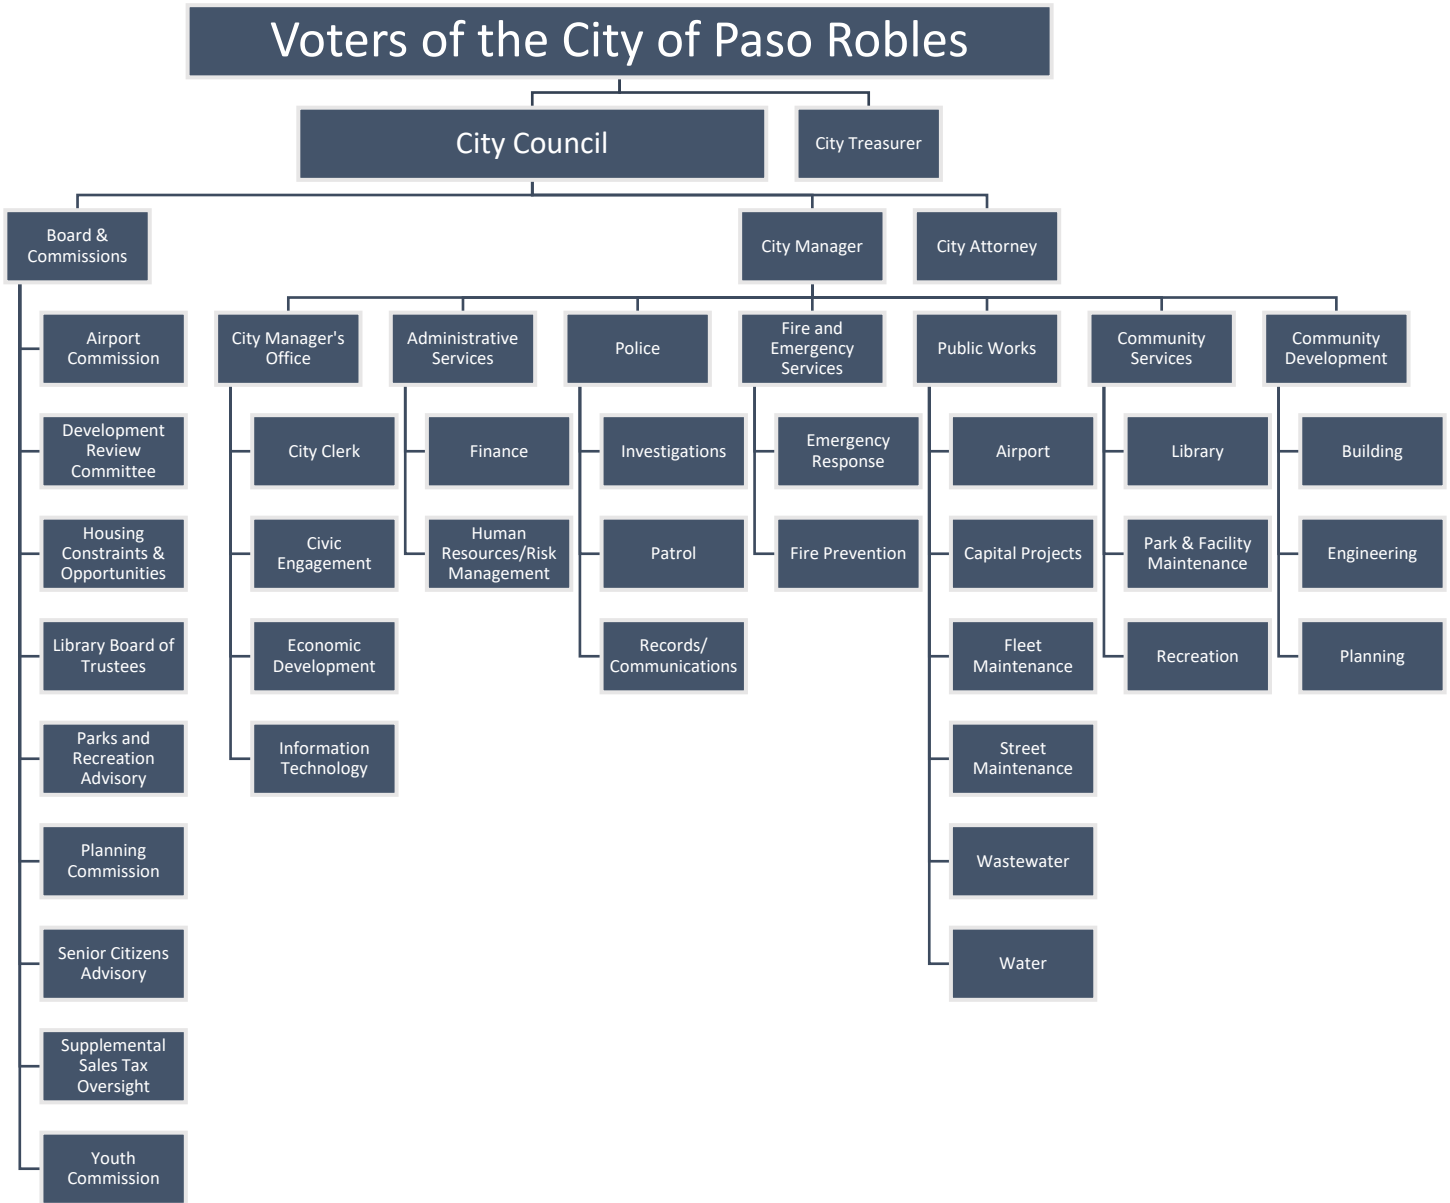 Voters of the City of Paso Robles
City Council
City Treasurer
Board &
Commissions
City Manager
City Attorney
Airport
Commission
Development
Review
Committee
Housing
Constraints &
Opportunities
Library Board of
Trustees
Parks and
Recreation
Advisory
Planning
Commission
Senior Citizens
Advisory
Supplemental
Sales Tax
Oversight
Youth
Commission
City Manager's
Office
City Clerk
Civic
Engagement
Economic
Development
Information
Technology
Administrative
Services
Finance
Human
Resources/Risk
Management
Police
Investigations
Patrol
Records/
Communications
Fire and
Emergency
Services
Emergency
Response
Fire Prevention
Public Works
Airport
Capital Projects
Fleet
Maintenance
Street
Maintenance
Wastewater
Water
Community
Services
Library
Park & Facility
Maintenance
Recreation
Community
Development
Building
Engineering
Planning